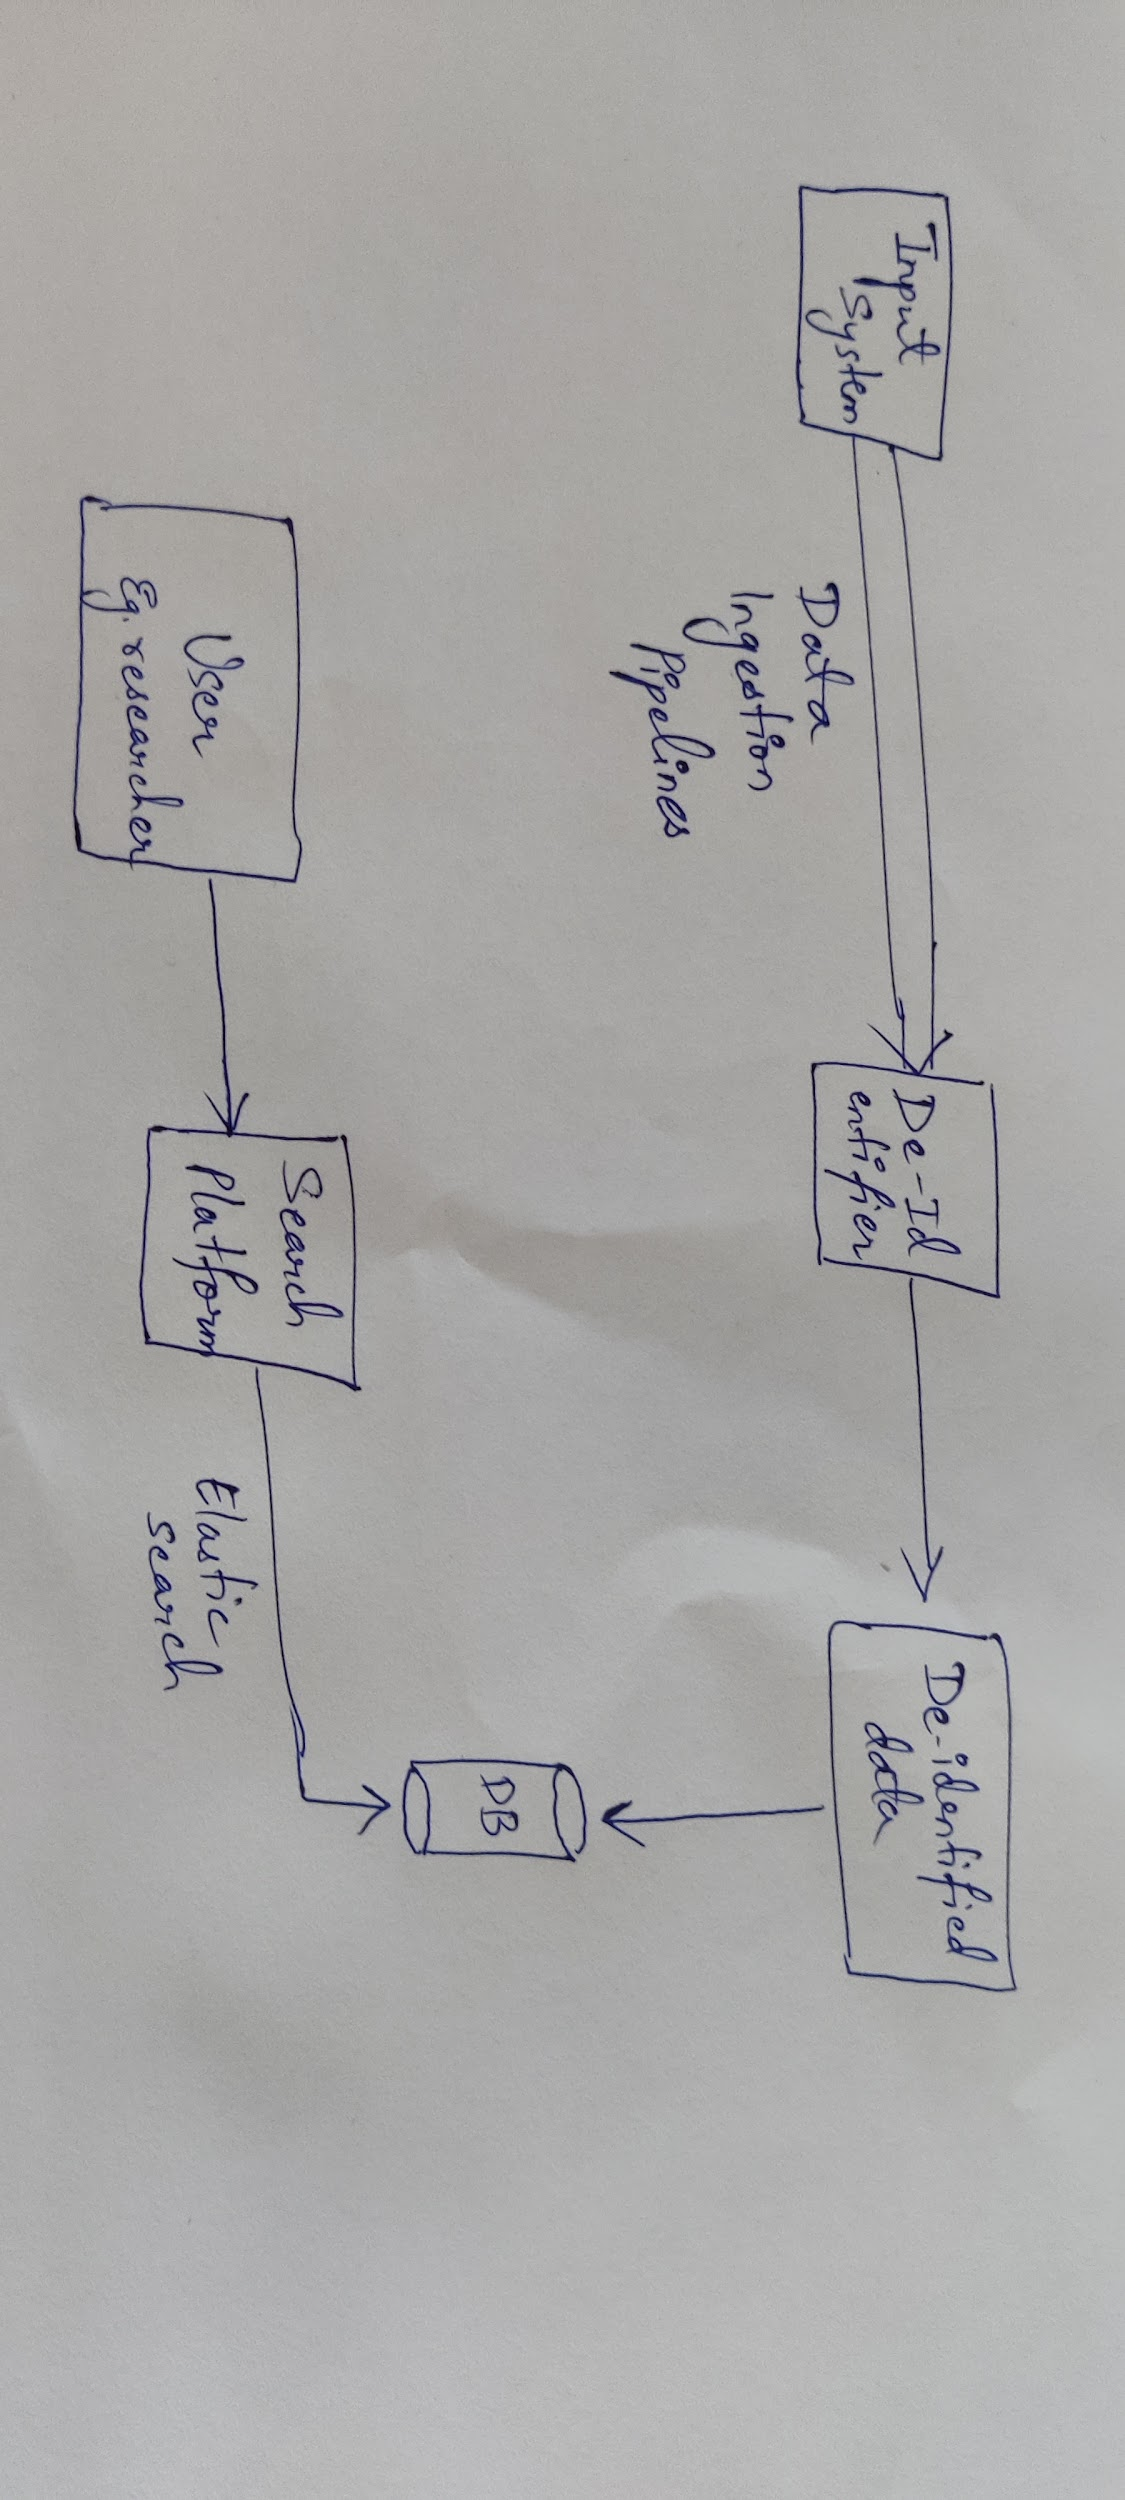 Input
System
Data
Ingestion
Pipelines
De-Id
entifier
De-identified
data
DB
User
Eg. researcher
Search
Platform
Elastic
search